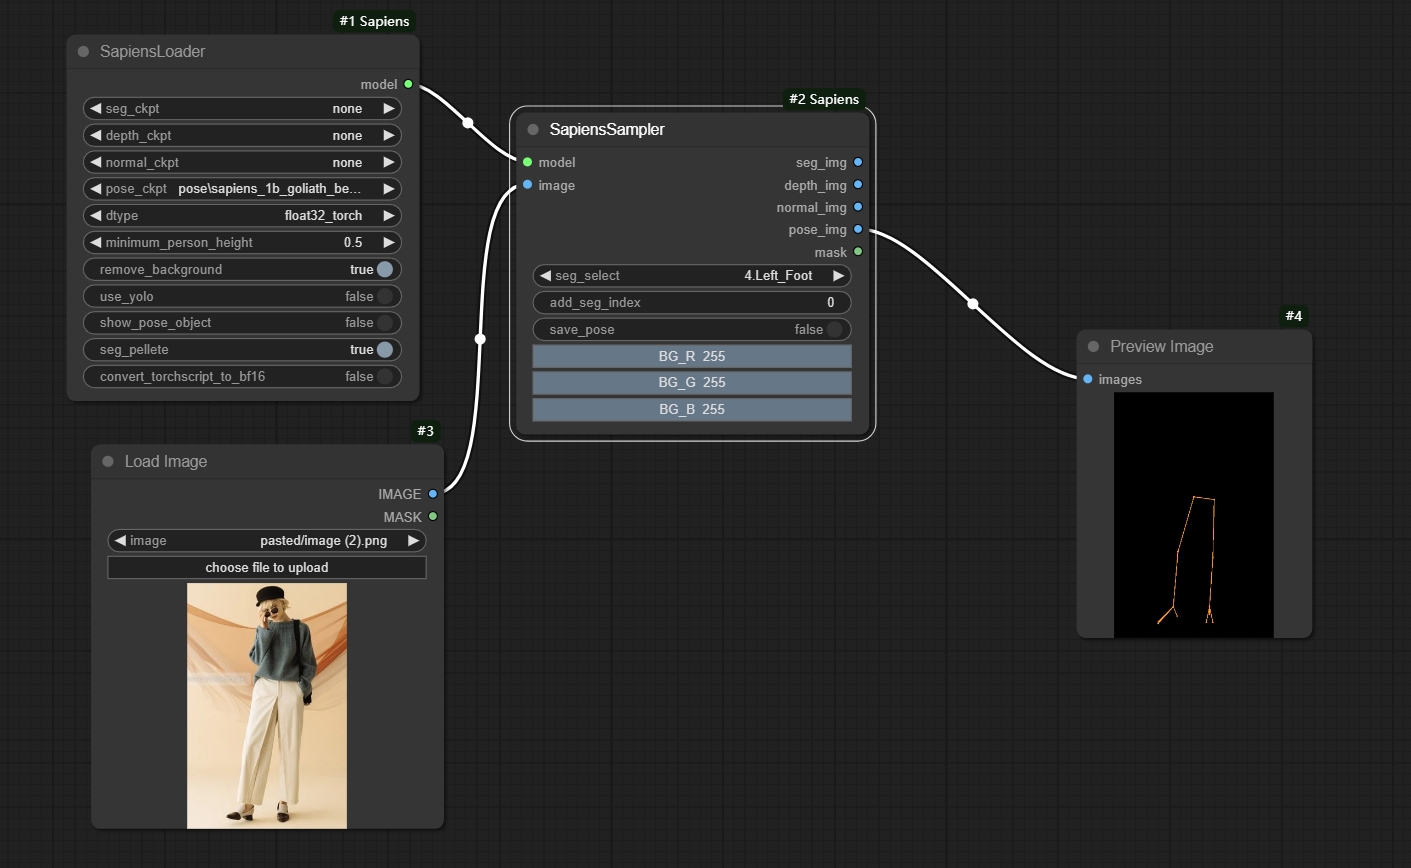 #1 Sapiens
SapiensLoader
model
seg_ckpt none
depth_ckpt none
normal_ckpt none
pose_ckpt pose\sapiens_1b_goliath_be...
dtype float32_torch
minimum_person_height 0.5
remove_background true
use_yolo false
show_pose_object false
seg_pellete true
convert_torchscript_to_bf16 false
#2 Sapiens
SapiensSampler
model seg_img
image depth_img
normal_img
pose_img
mask
seg_select 4.Left_Foot
add_seg_index 0
save_pose false
BG_R 255
BG_G 255
BG_B 255
#3
Load Image
IMAGE
MASK
image pasted/image (2).png
choose file to upload
#4
Preview Image
images